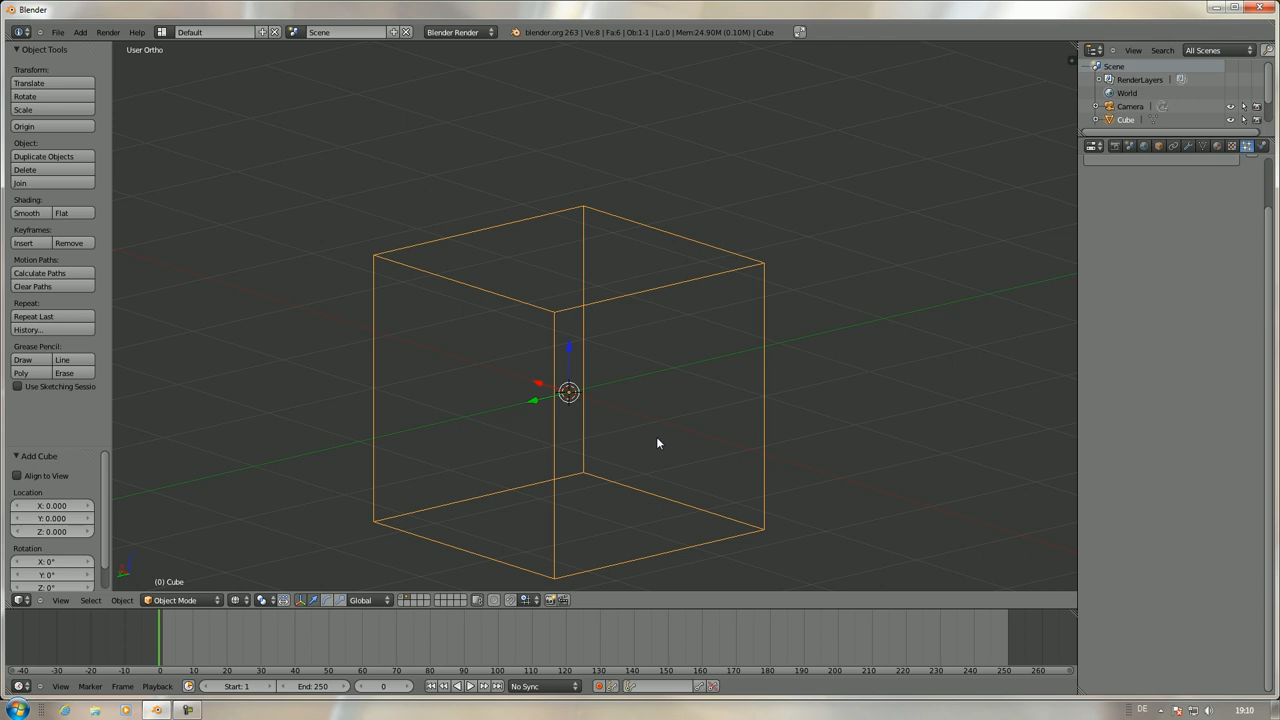 Blender
File Add Render Help Default Scene Blender Render blender.org 263 | Ve:8 | Fa:6 | Ob:1-1 | La:0 | Mem:24.90M (0.10M) | Cube
Object Tools
Transform:
Translate
Rotate
Scale
Origin
Object:
Duplicate Objects
Delete
Join
Shading:
Smooth Flat
Keyframes:
Insert Remove
Motion Paths:
Calculate Paths
Clear Paths
Repeat:
Repeat Last
History...
Grease Pencil:
Draw Line
Poly Erase
Use Sketching Sessio
Add Cube
Align to View
Location
X: 0.000
Y: 0.000
Z: 0.000
Rotation
X: 0°
Y: 0°
Z: 0°
User Ortho
(0) Cube
View Search All Scenes
Scene
RenderLayers
World
Camera
Cube
View Select Object Object Mode Global
-40 -30 -20 -10 0 10 20 30 40 50 60 70 80 90 100 110 120 130 140 150 160 170 180 190 200 210 220 230 240 250 260
View Marker Frame Playback Start: 1 End: 250 0 No Sync
DE 19:10